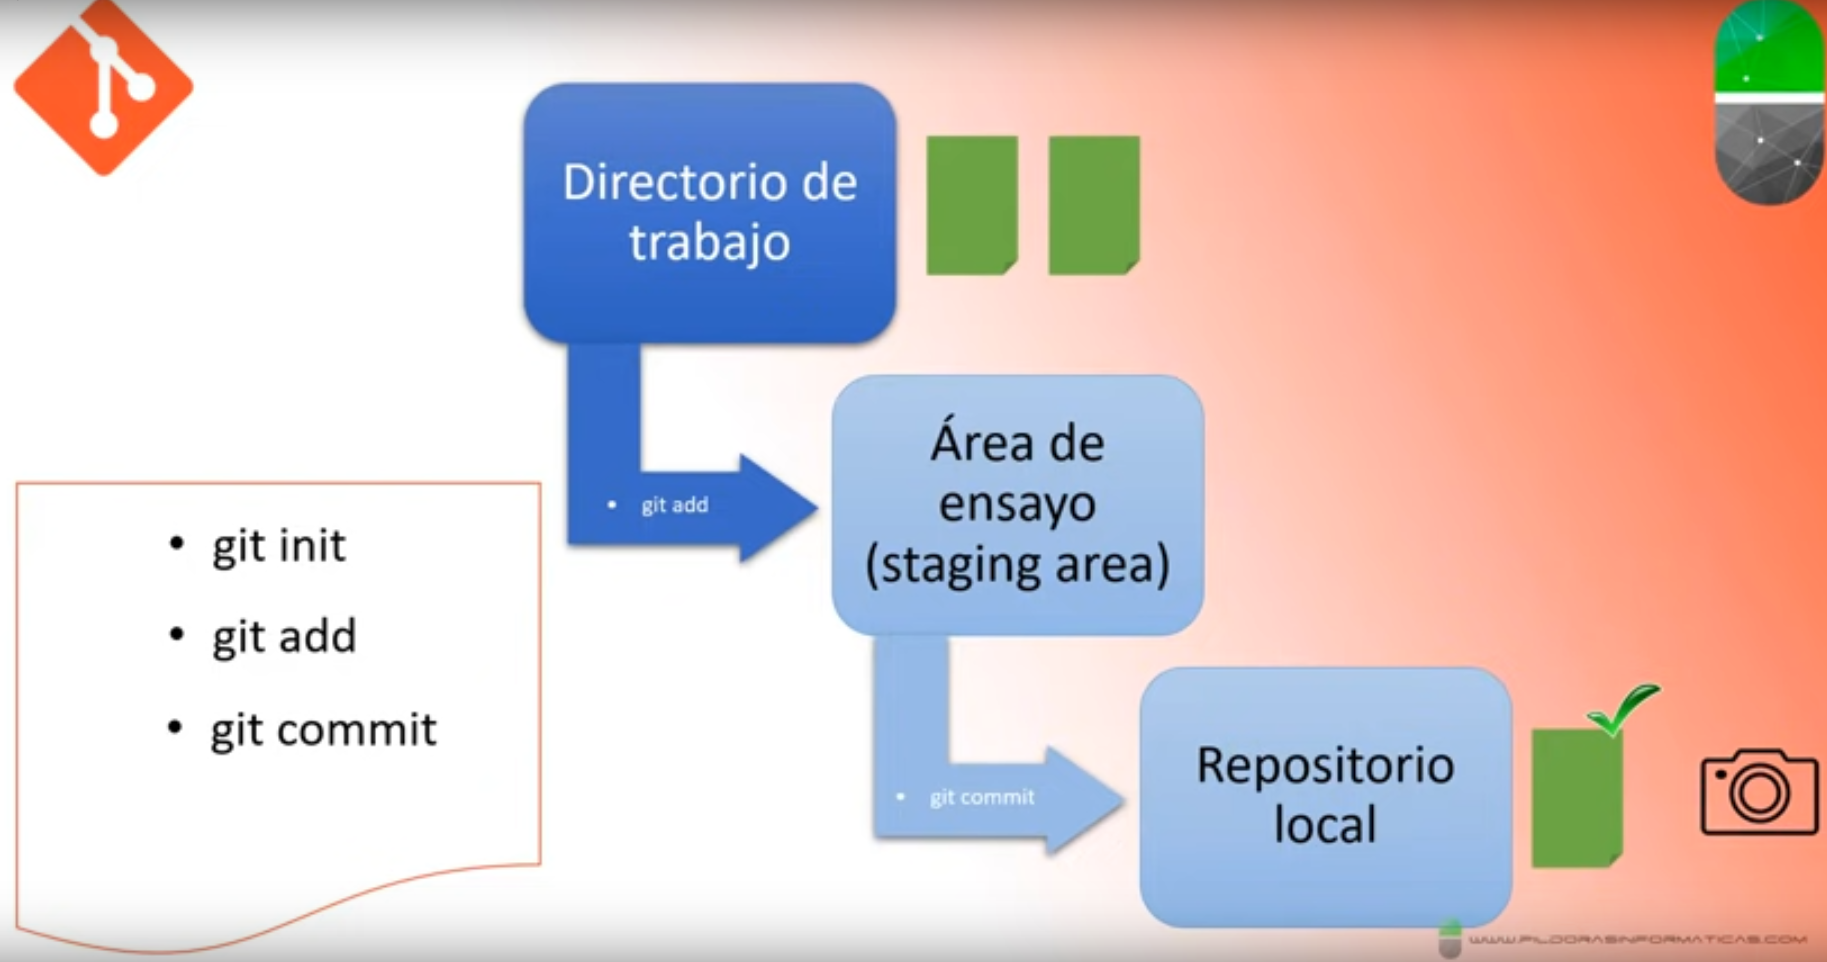 Directorio de
trabajo
• git add
Área de
ensayo
(staging area)
• git init
• git add
• git commit
• git commit
Repositorio
local
WWW.PILDORASINFORMATICAS.COM